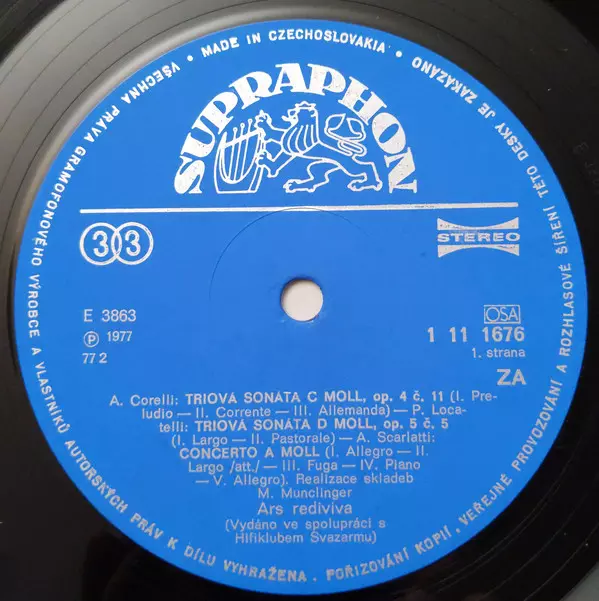 VŠECHNA PRÁVA GRAMOFONOVÉHO VÝROBCE A VLASTNÍKŮ AUTORSKÝCH PRÁV K DÍLU VYHRAŽENA . POŘIZOVÁNÍ KOPIÍ, VEŘEJNÉ PROVOZOVÁNÍ A ROZHLASOVÉ ŠÍŘENÍ TÉTO DESKY JE ZAKÁZÁNO • MADE IN CZECHOSLOVAKIA •
SUPRAPHON
33
STEREO
E 3863
OSA
Ⓟ 1977
1 11 1676
77 2
1. strana
ZA
A. Corelli: TRIOVÁ SONÁTA C MOLL, op. 4 č. 11 (I. Pre-
ludio — II. Corrente — III. Allemanda) — P. Loca-
telli: TRIOVÁ SONÁTA D MOLL, op. 5 č. 5
(I. Largo — II. Pastorale) — A. Scarlatti:
CONCERTO A MOLL (I. Allegro — II.
Largo /att./ — III. Fuga — IV. Piano
— V. Allegro). Realizace skladeb
M. Munclinger
Ars rediviva
(Vydáno ve spolupráci s
Hifiklubem Svazarmu)